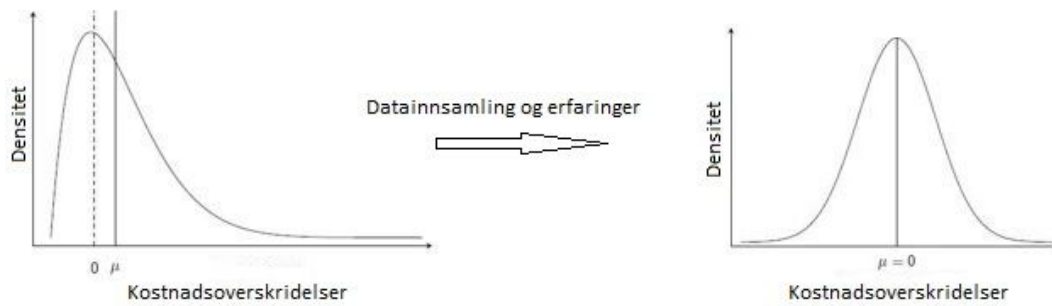 Densitet
0 μ
Kostnadsoverskridelser
Datainnsamling og erfaringer
Densitet
μ = 0
Kostnadsoverskridelser